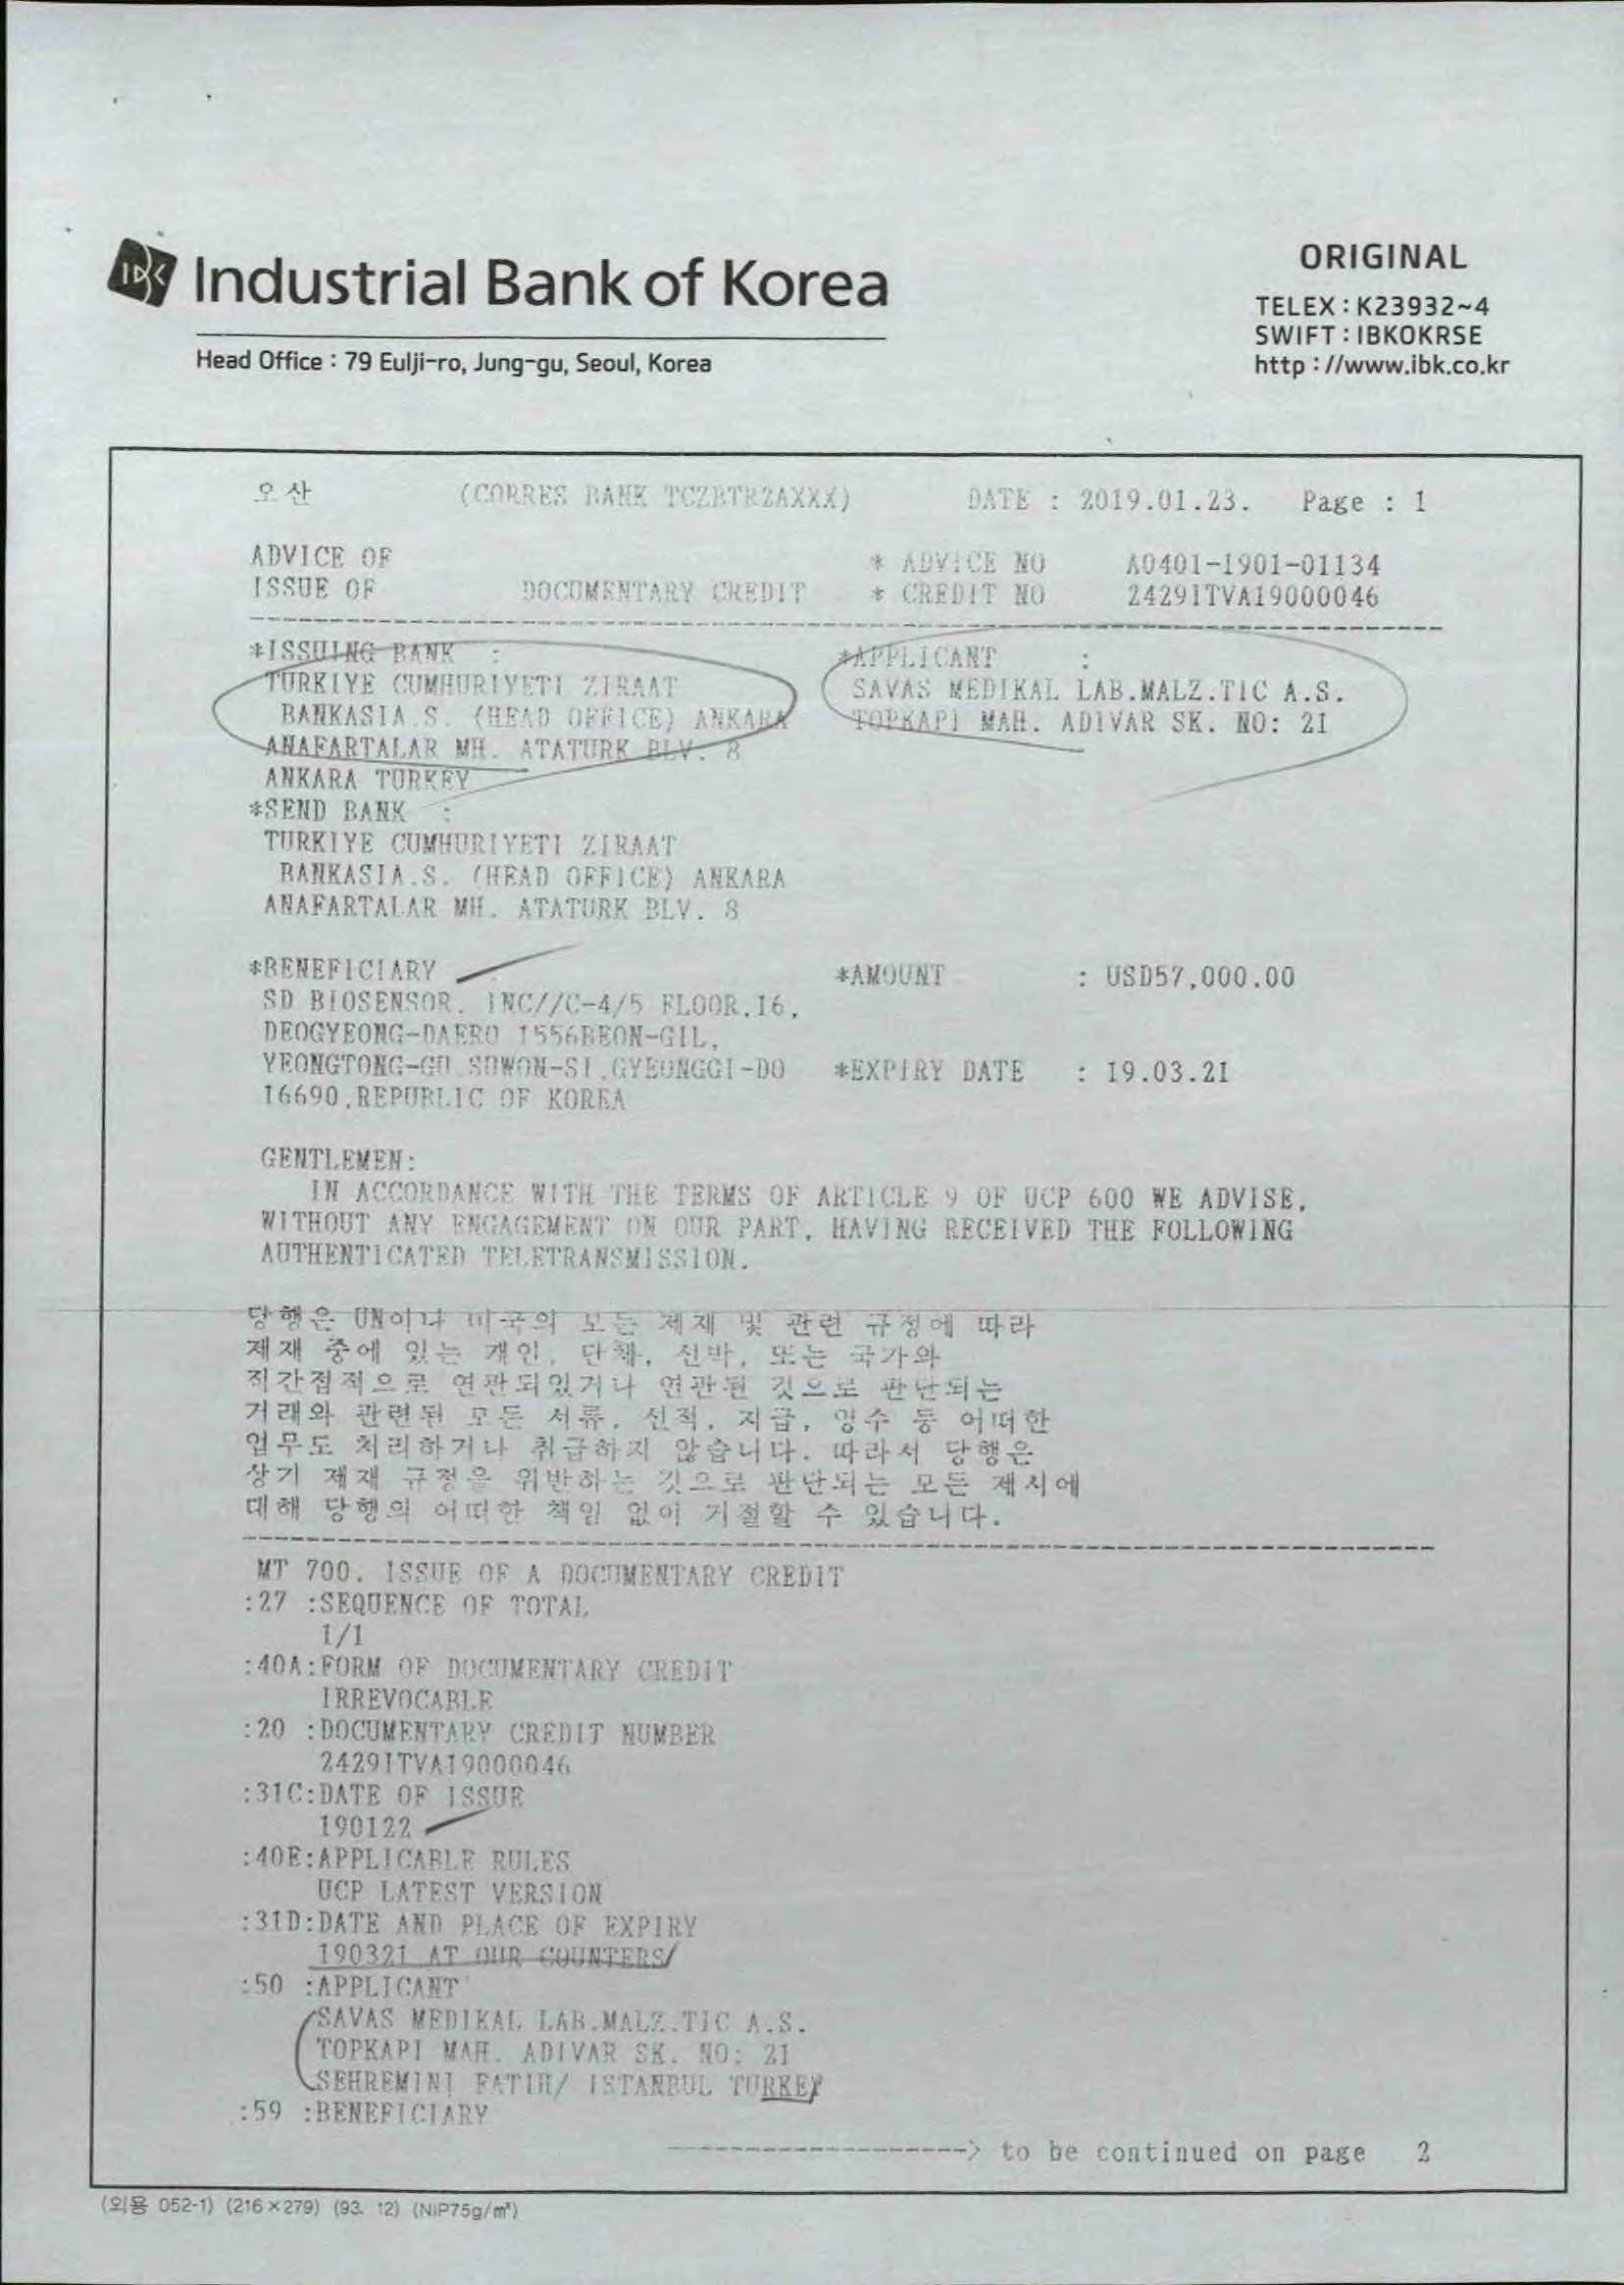 IBK Industrial Bank of Korea
Head Office : 79 Eulji-ro, Jung-gu, Seoul, Korea
ORIGINAL
TELEX : K23932~4
SWIFT : IBKOKRSE
http : //www.ibk.co.kr
오산 (CORRES BANK TCZBTR2AXXX) DATE : 2019.01.23. Page : 1
ADVICE OF * ADVICE NO A0401-1901-01134
ISSUE OF DOCUMENTARY CREDIT * CREDIT NO 24291TVA19000046
*ISSUING BANK : *APPLICANT :
TURKIYE CUMHURIYETI ZIRAAT SAVAS MEDIKAL LAB.MALZ.TIC A.S.
BANKASIA.S. (HEAD OFFICE) ANKARA TOPKAPI MAH. ADIVAR SK. NO: 21
ANAFARTALAR MH. ATATURK BLV. 8
ANKARA TURKEY
*SEND BANK :
TURKIYE CUMHURIYETI ZIRAAT
BANKASIA.S. (HEAD OFFICE) ANKARA
ANAFARTALAR MH. ATATURK BLV. 8
*BENEFICIARY *AMOUNT : USD57,000.00
SD BIOSENSOR, INC//C-4/5 FLOOR,16,
DEOGYEONG-DAERO 1556BEON-GIL,
YEONGTONG-GU SUWON-SI,GYEONGGI-DO *EXPIRY DATE : 19.03.21
16690,REPUBLIC OF KOREA
GENTLEMEN:
IN ACCORDANCE WITH THE TERMS OF ARTICLE 9 OF UCP 600 WE ADVISE,
WITHOUT ANY ENGAGEMENT ON OUR PART, HAVING RECEIVED THE FOLLOWING
AUTHENTICATED TELETRANSMISSION.
당행은 UN이나 미국의 모든 제재 및 관련 규정에 따라
제재 중에 있는 개인, 단체, 선박, 또는 국가와
직간접적으로 연관되었거나 연관된 것으로 판단되는
거래와 관련된 모든 서류, 선적, 지급, 영수 등 어떠한
업무도 처리하거나 취급하지 않습니다. 따라서 당행은
상기 제재 규정을 위반하는 것으로 판단되는 모든 제시에
대해 당행의 어떠한 책임 없이 거절할 수 있습니다.
MT 700. ISSUE OF A DOCUMENTARY CREDIT
:27 :SEQUENCE OF TOTAL
1/1
:40A:FORM OF DOCUMENTARY CREDIT
IRREVOCABLE
:20 :DOCUMENTARY CREDIT NUMBER
24291TVA19000046
:31C:DATE OF ISSUE
190122
:40E:APPLICABLE RULES
UCP LATEST VERSION
:31D:DATE AND PLACE OF EXPIRY
190321 AT OUR COUNTERS/
:50 :APPLICANT
SAVAS MEDIKAL LAB.MALZ.TIC A.S.
TOPKAPI MAH. ADIVAR SK. NO: 21
SEHREMINI FATIH/ ISTANBUL TURKEY
:59 :BENEFICIARY
--------------------> to be continued on page 2
(외용 052-1) (216×279) (93. 12) (NIP75g/㎡)